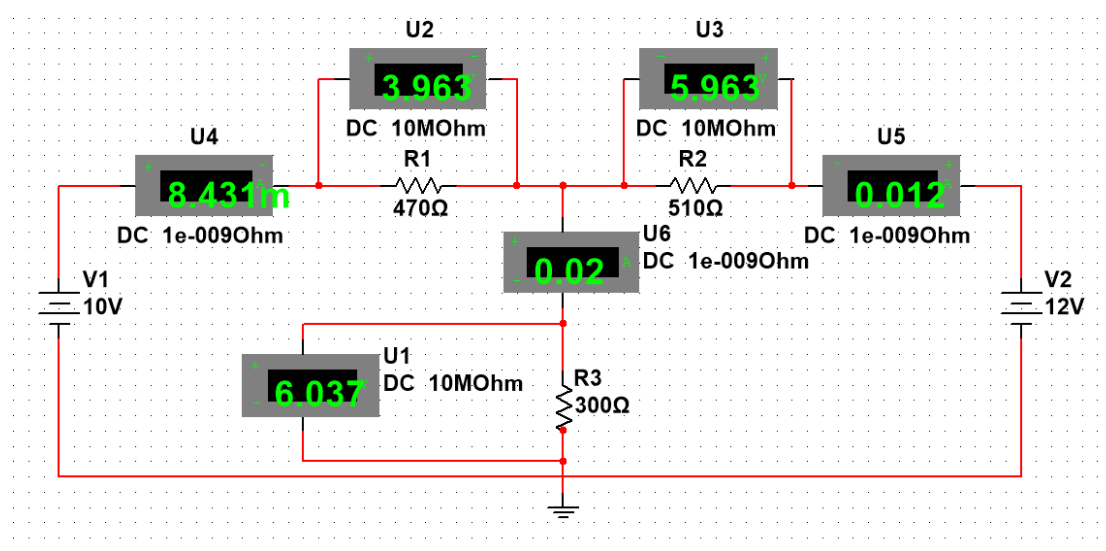 U2
U3
3.963
5.963
DC 10MOhm
DC 10MOhm
U4
R1
R2
U5
8.431m
0.012
470Ω
510Ω
DC 1e-009Ohm
DC 1e-009Ohm
U6
0.02 A
DC 1e-009Ohm
V1
10V
V2
12V
U1
6.037
DC 10MOhm
R3
300Ω